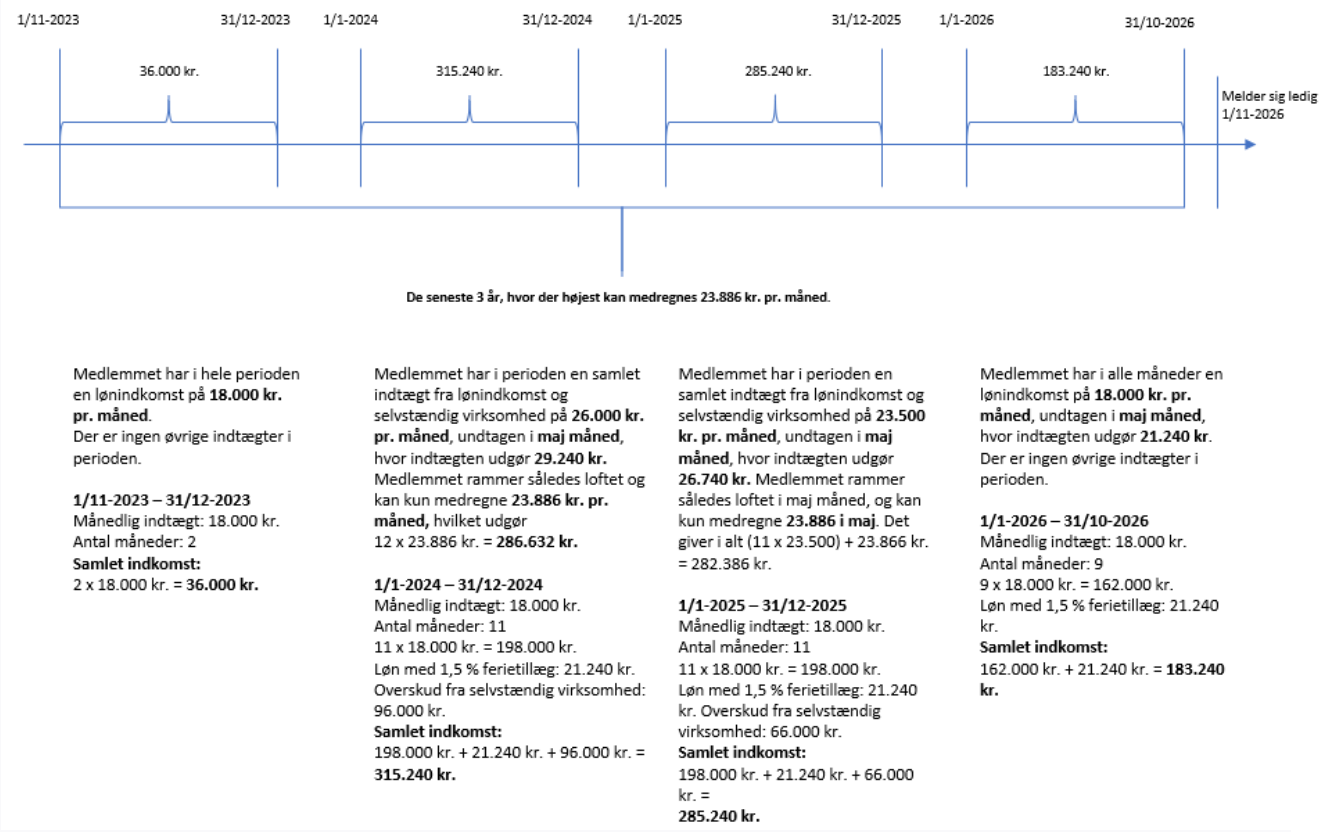 1/11-2023
31/12-2023
1/1-2024
31/12-2024
1/1-2025
31/12-2025
1/1-2026
31/10-2026
36.000 kr.
315.240 kr.
285.240 kr.
183.240 kr.
Melder sig ledig
1/11-2026
De seneste 3 år, hvor der højest kan medregnes 23.886 kr. pr. måned.
Medlemmet har i hele perioden
en lønindkomst på 18.000 kr.
pr. måned.
Der er ingen øvrige indtægter i
perioden.
1/11-2023 – 31/12-2023
Månedlig indtægt: 18.000 kr.
Antal måneder: 2
Samlet indkomst:
2 x 18.000 kr. = 36.000 kr.
Medlemmet har i perioden en samlet
indtægt fra lønindkomst og
selvstændig virksomhed på 26.000 kr.
pr. måned, undtagen i maj måned,
hvor indtægten udgør 29.240 kr.
Medlemmet rammer således loftet og
kan kun medregne 23.886 kr. pr.
måned, hvilket udgør
12 x 23.886 kr. = 286.632 kr.
1/1-2024 – 31/12-2024
Månedlig indtægt: 18.000 kr.
Antal måneder: 11
11 x 18.000 kr. = 198.000 kr.
Løn med 1,5 % ferietillæg: 21.240 kr.
Overskud fra selvstændig virksomhed:
96.000 kr.
Samlet indkomst:
198.000 kr. + 21.240 kr. + 96.000 kr. =
315.240 kr.
Medlemmet har i perioden en
samlet indtægt fra lønindkomst og
selvstændig virksomhed på 23.500
kr. pr. måned, undtagen i maj
måned, hvor indtægten udgør
26.740 kr. Medlemmet rammer
således loftet i maj måned, og kan
kun medregne 23.886 i maj. Det
giver i alt (11 x 23.500) + 23.866 kr.
= 282.386 kr.
1/1-2025 – 31/12-2025
Månedlig indtægt: 18.000 kr.
Antal måneder: 11
11 x 18.000 kr. = 198.000 kr.
Løn med 1,5 % ferietillæg: 21.240
kr. Overskud fra selvstændig
virksomhed: 66.000 kr.
Samlet indkomst:
198.000 kr. + 21.240 kr. + 66.000
kr. =
285.240 kr.
Medlemmet har i alle måneder en
lønindkomst på 18.000 kr. pr.
måned, undtagen i maj måned,
hvor indtægten udgør 21.240 kr.
Der er ingen øvrige indtægter i
perioden.
1/1-2026 – 31/10-2026
Månedlig indtægt: 18.000 kr.
Antal måneder: 9
9 x 18.000 kr. = 162.000 kr.
Løn med 1,5 % ferietillæg: 21.240
kr.
Samlet indkomst:
162.000 kr. + 21.240 kr. = 183.240
kr.